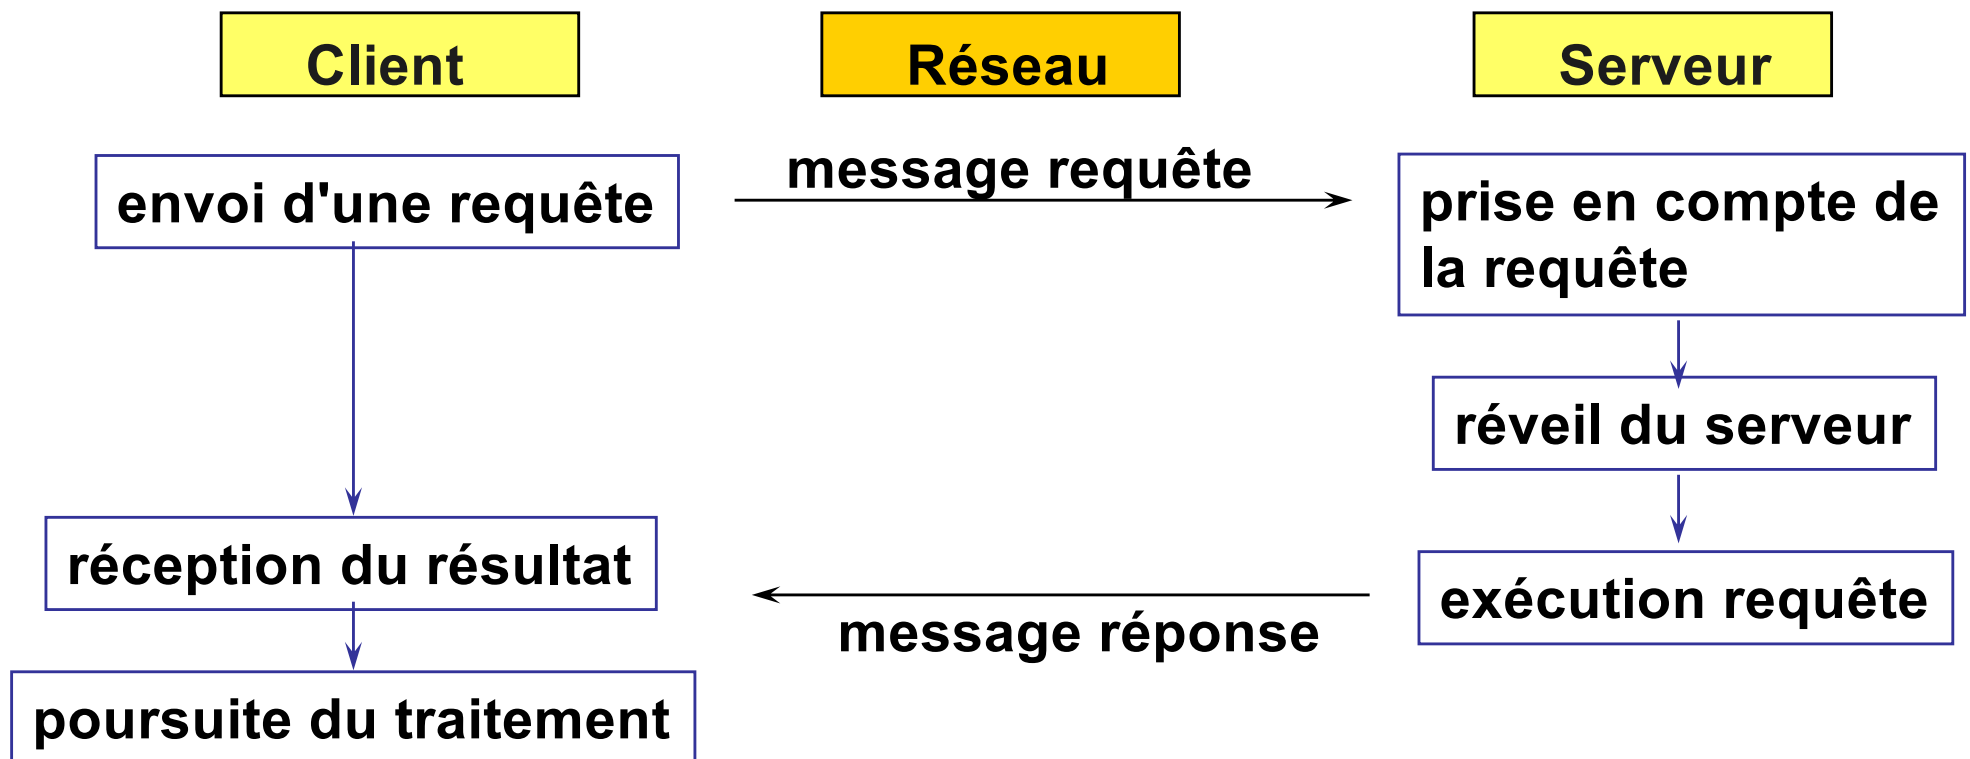 Client
Réseau
Serveur
envoi d'une requête
message requête
prise en compte de
la requête
réveil du serveur
réception du résultat
exécution requête
message réponse
poursuite du traitement